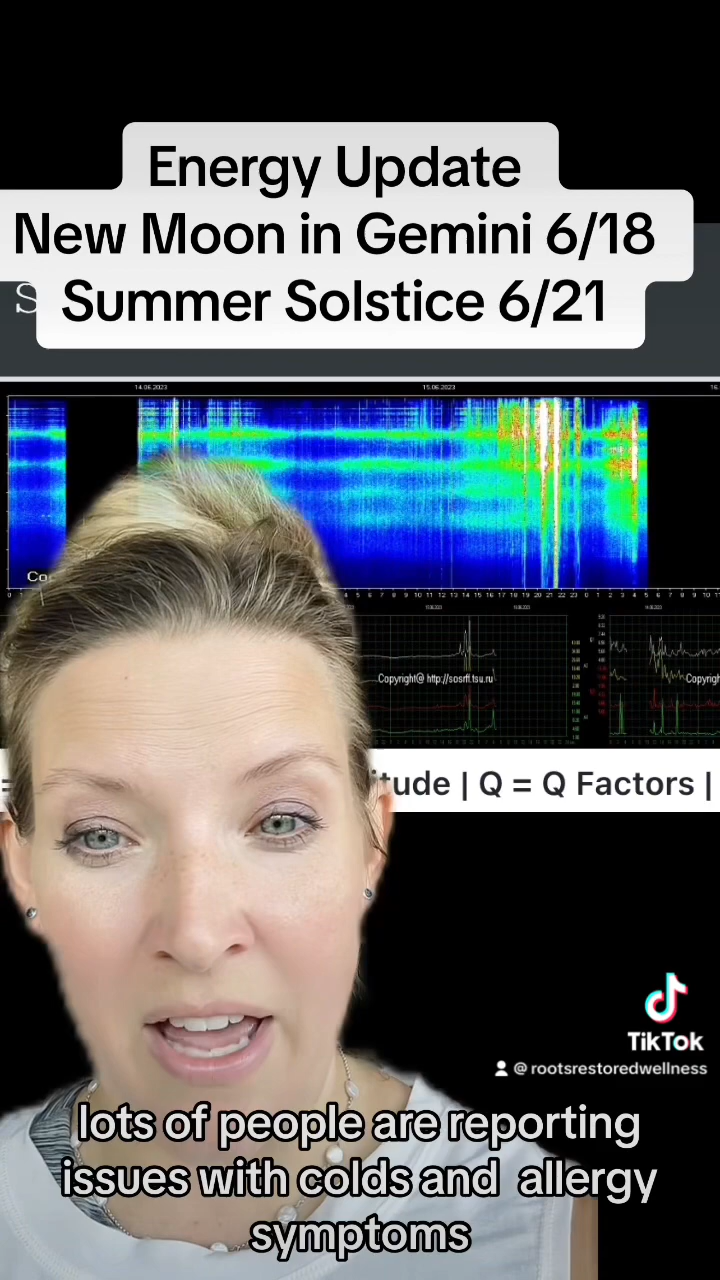 Energy Update
New Moon in Gemini 6/18
S
Summer Solstice 6/21
14.06.2023
15.06.2023
16.
Co
Copyright@ http://sosrff.tsu.ru
Copyrigh
itude | Q = Q Factors |
TikTok
@rootsrestoredwellness
lots of people are reporting
issues with colds and allergy
symptoms